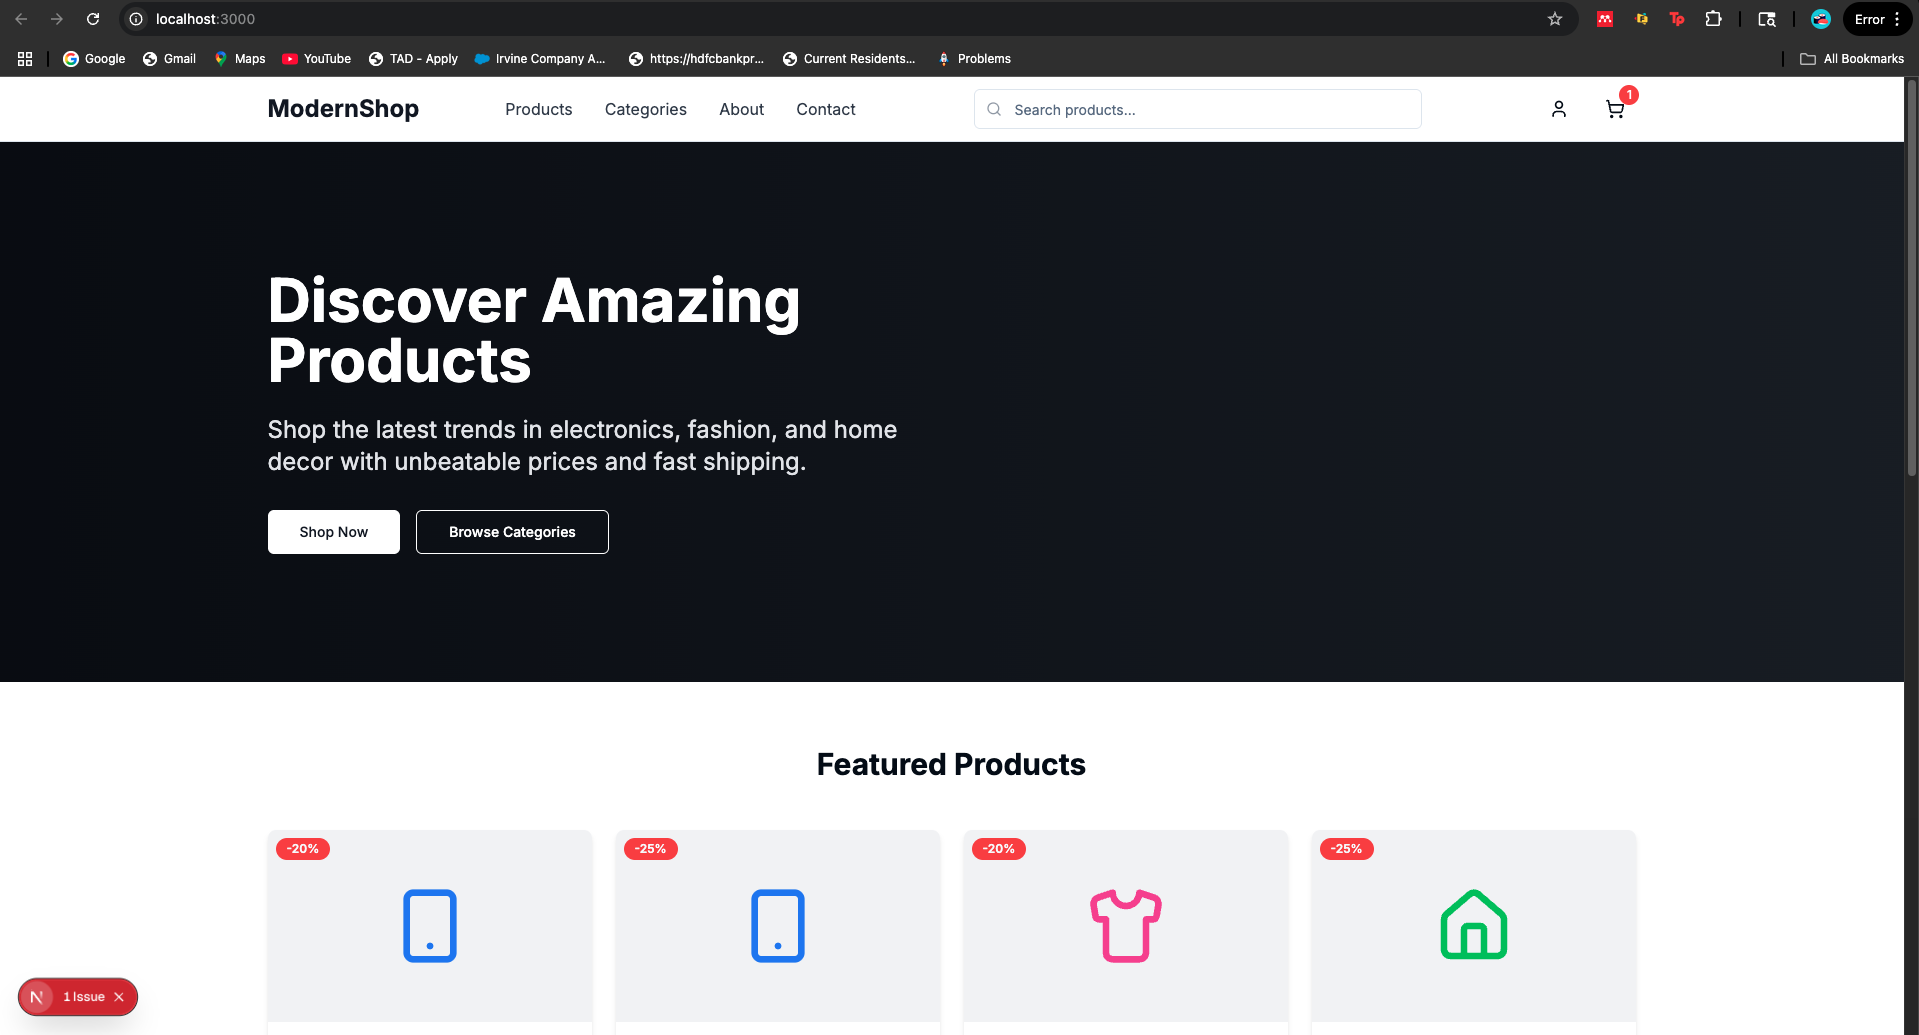 localhost:3000
Error
Google
Gmail
Maps
YouTube
TAD - Apply
Irvine Company A...
https://hdfcbankpr...
Current Residents...
Problems
All Bookmarks
ModernShop
Products
Categories
About
Contact
Search products...
1
Discover Amazing
Products
Shop the latest trends in electronics, fashion, and home
decor with unbeatable prices and fast shipping.
Shop Now
Browse Categories
Featured Products
-20%
-25%
-20%
-25%
N
1 Issue